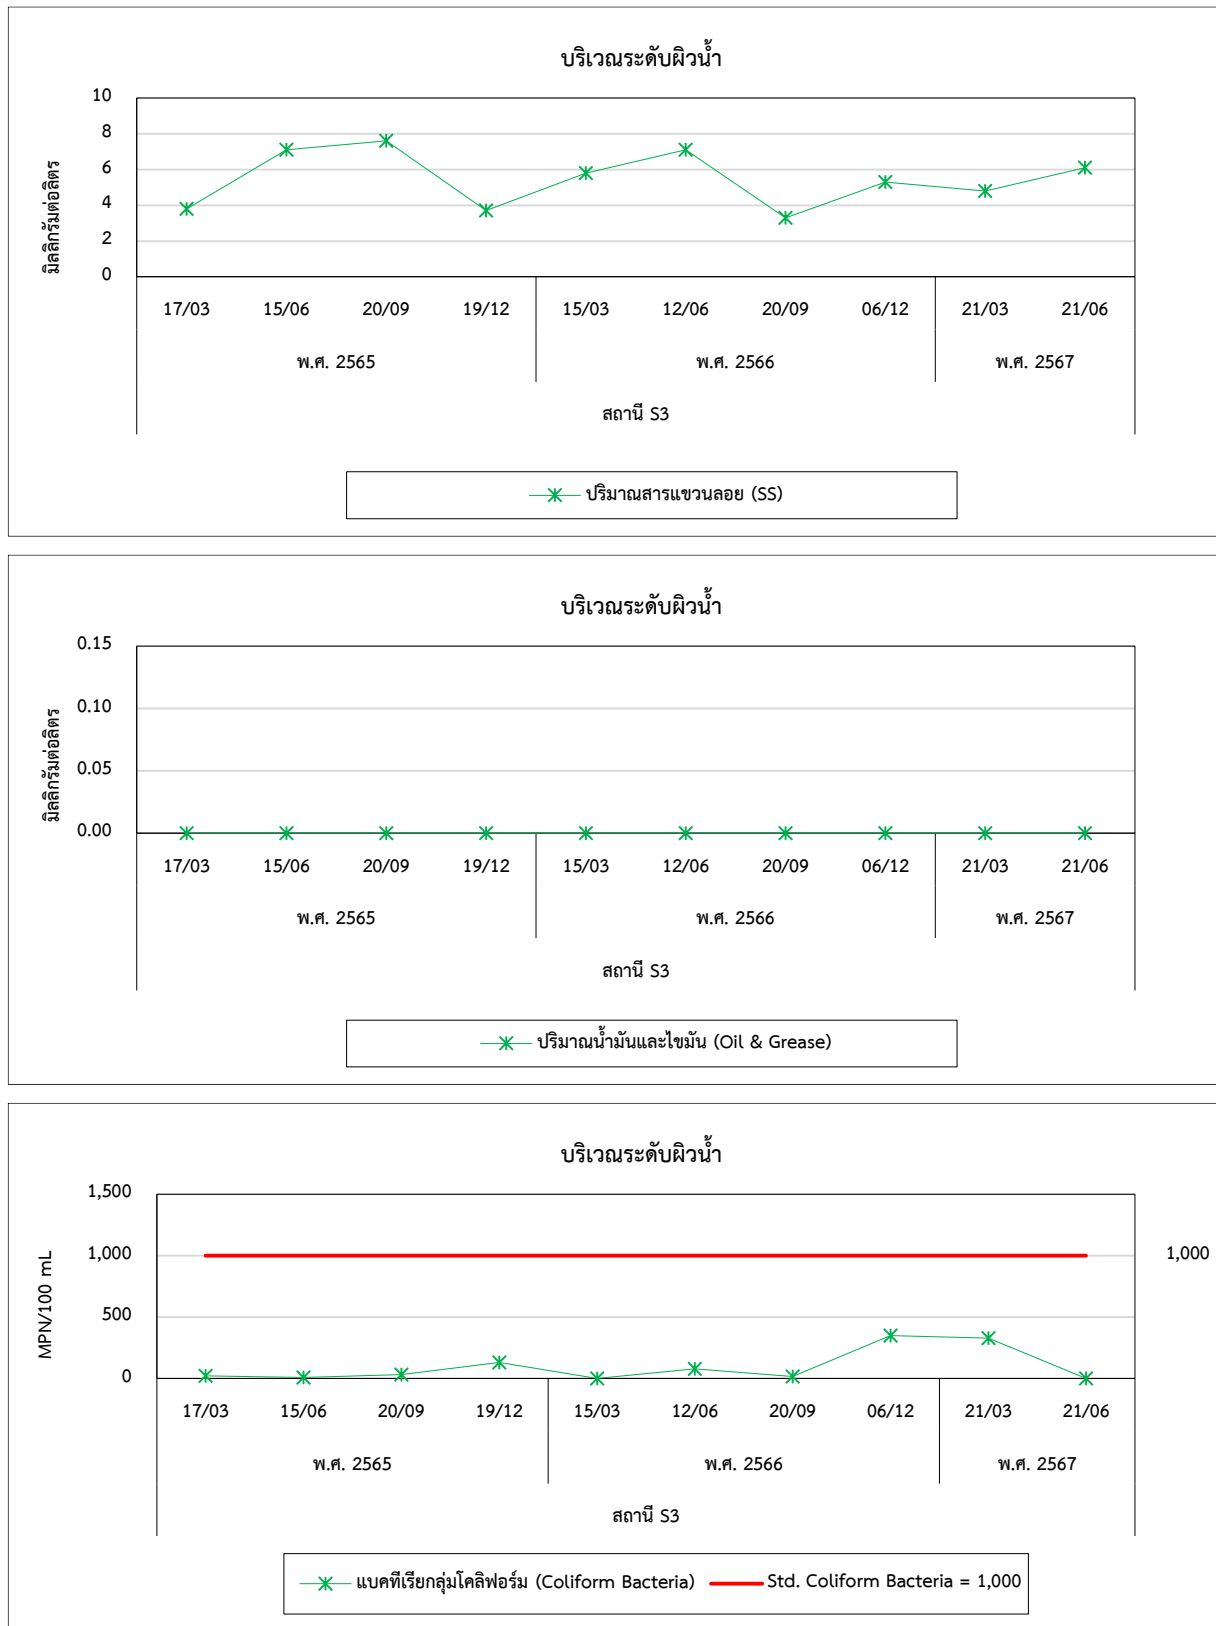 บริเวณระดับผิวน้ำ
10
8
6
4
2
0
มิลลิกรัมต่อลิตร
17/03 15/06 20/09 19/12 15/03 12/06 20/09 06/12 21/03 21/06
พ.ศ. 2565 พ.ศ. 2566 พ.ศ. 2567
สถานี S3
ปริมาณสารแขวนลอย (SS)
บริเวณระดับผิวน้ำ
0.15
0.10
0.05
0.00
มิลลิกรัมต่อลิตร
17/03 15/06 20/09 19/12 15/03 12/06 20/09 06/12 21/03 21/06
พ.ศ. 2565 พ.ศ. 2566 พ.ศ. 2567
สถานี S3
ปริมาณน้ำมันและไขมัน (Oil & Grease)
บริเวณระดับผิวน้ำ
1,500
1,000 1,000
500
0
MPN/100 mL
17/03 15/06 20/09 19/12 15/03 12/06 20/09 06/12 21/03 21/06
พ.ศ. 2565 พ.ศ. 2566 พ.ศ. 2567
สถานี S3
แบคทีเรียกลุ่มโคลิฟอร์ม (Coliform Bacteria) Std. Coliform Bacteria = 1,000